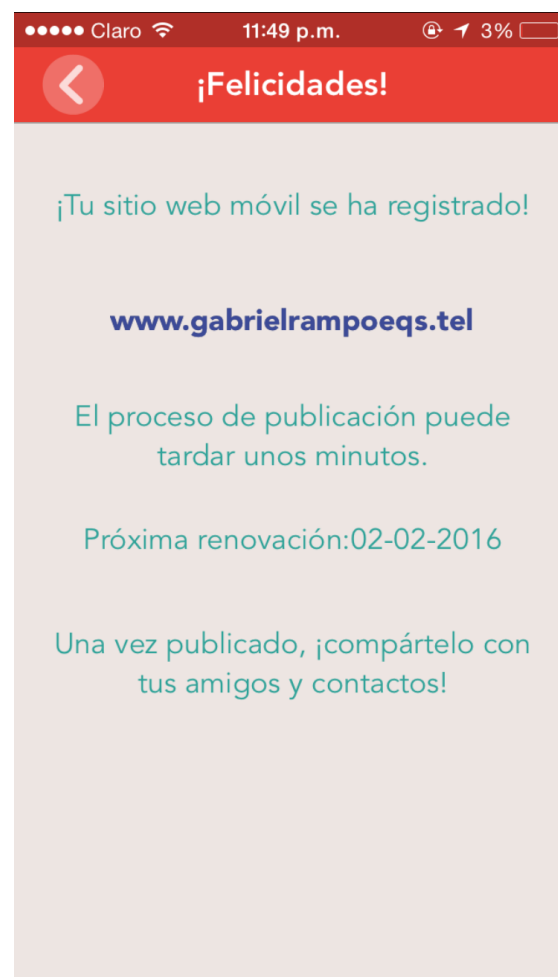 Claro 11:49 p.m. 3%
¡Felicidades!
¡Tu sitio web móvil se ha registrado!
www.gabrielrampoeqs.tel
El proceso de publicación puede
tardar unos minutos.
Próxima renovación:02-02-2016
Una vez publicado, ¡compártelo con
tus amigos y contactos!